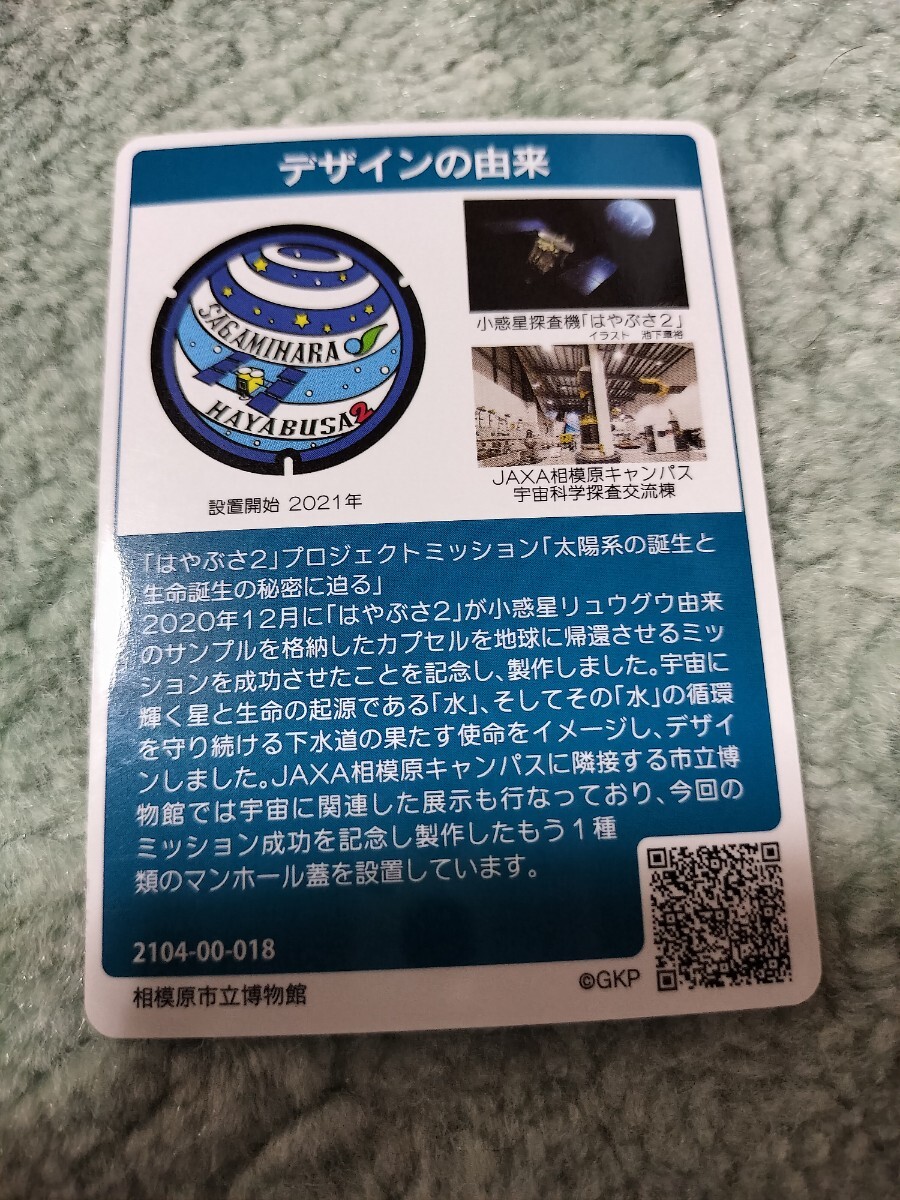 デザインの由来
SAGAMIHARA
HAYABUSA2
設置開始 2021年
小惑星探査機「はやぶさ2」
イラスト 池下章裕
JAXA相模原キャンパス
宇宙科学探査交流棟
「はやぶさ2」プロジェクトミッション「太陽系の誕生と
生命誕生の秘密に迫る」
2020年12月に「はやぶさ2」が小惑星リュウグウ由来
のサンプルを格納したカプセルを地球に帰還させるミッ
ションを成功させたことを記念し、製作しました。宇宙に
輝く星と生命の起源である「水」、そしてその「水」の循環
を守り続ける下水道の果たす使命をイメージし、デザイ
ンしました。JAXA相模原キャンパスに隣接する市立博
物館では宇宙に関連した展示も行なっており、今回の
ミッション成功を記念し製作したもう1種
類のマンホール蓋を設置しています。
2104-00-018
©GKP
相模原市立博物館